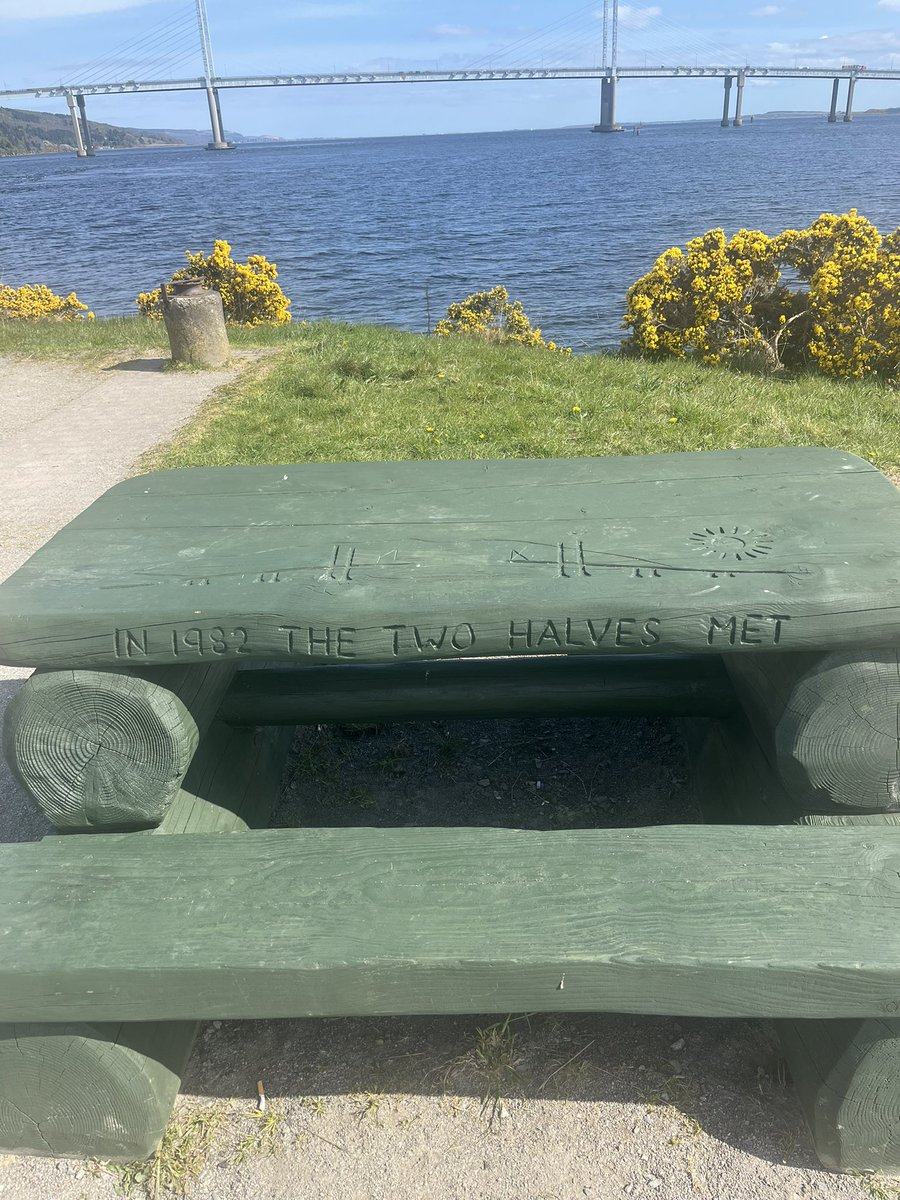 IN 1982 THE TWO HALVES MET